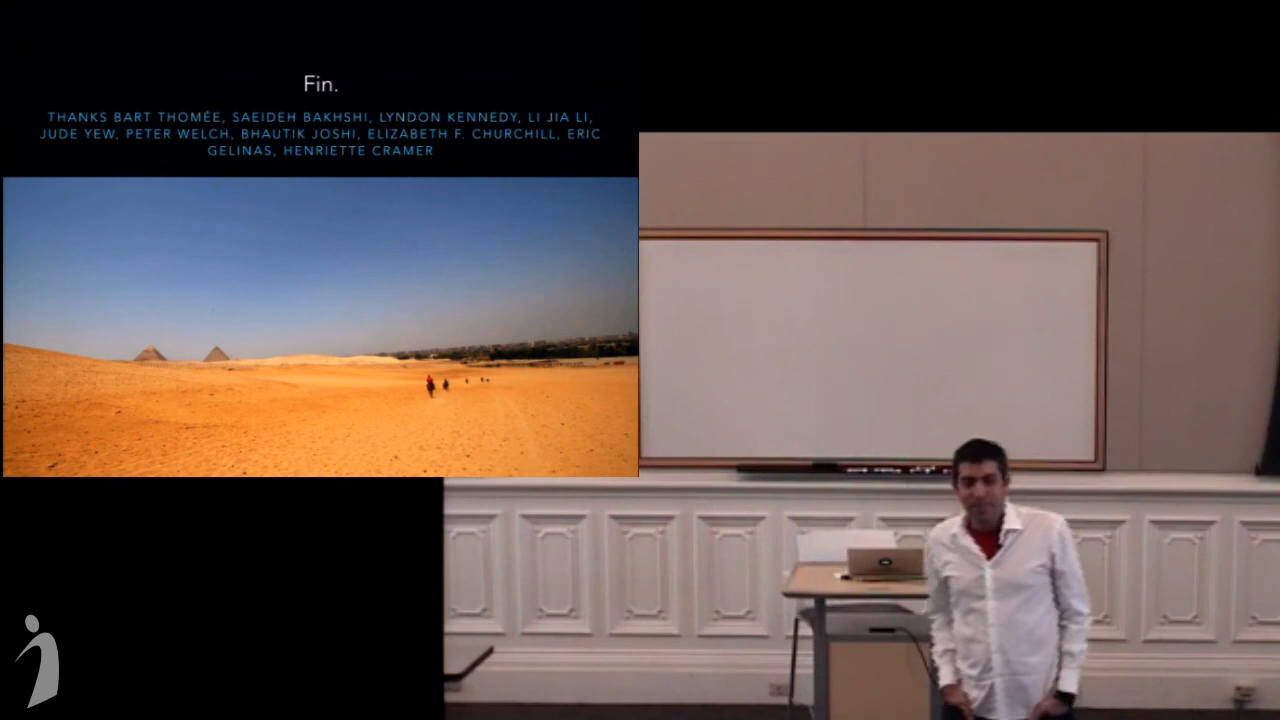 Fin.
THANKS BART THOMÉE, SAEIDEH BAKHSHI, LYNDON KENNEDY, LI JIA LI,
JUDE YEW, PETER WELCH, BHAUTIK JOSHI, ELIZABETH F. CHURCHILL, ERIC
GELINAS, HENRIETTE CRAMER